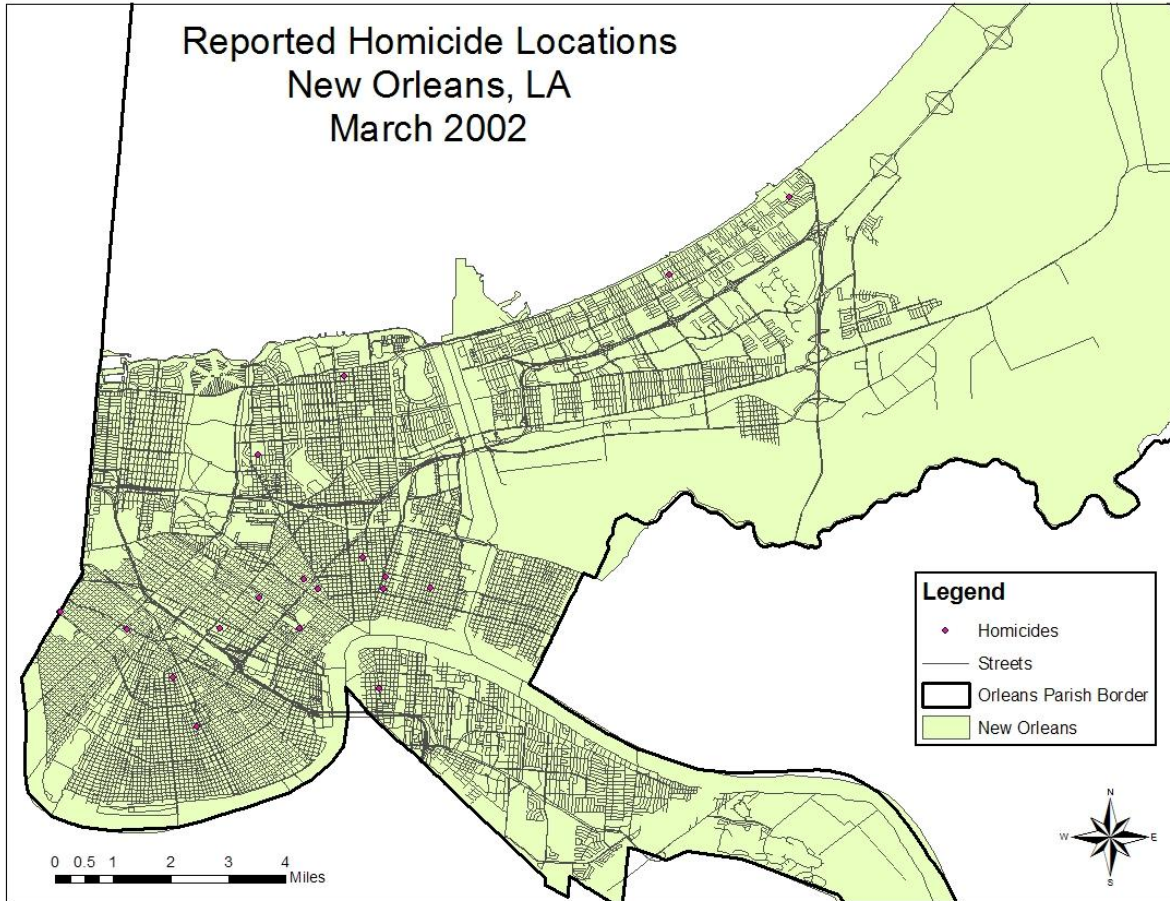 Reported Homicide Locations
New Orleans, LA
March 2002
Legend
Homicides
Streets
Orleans Parish Border
New Orleans
0 0.5 1 2 3 4
Miles
N
W E
S